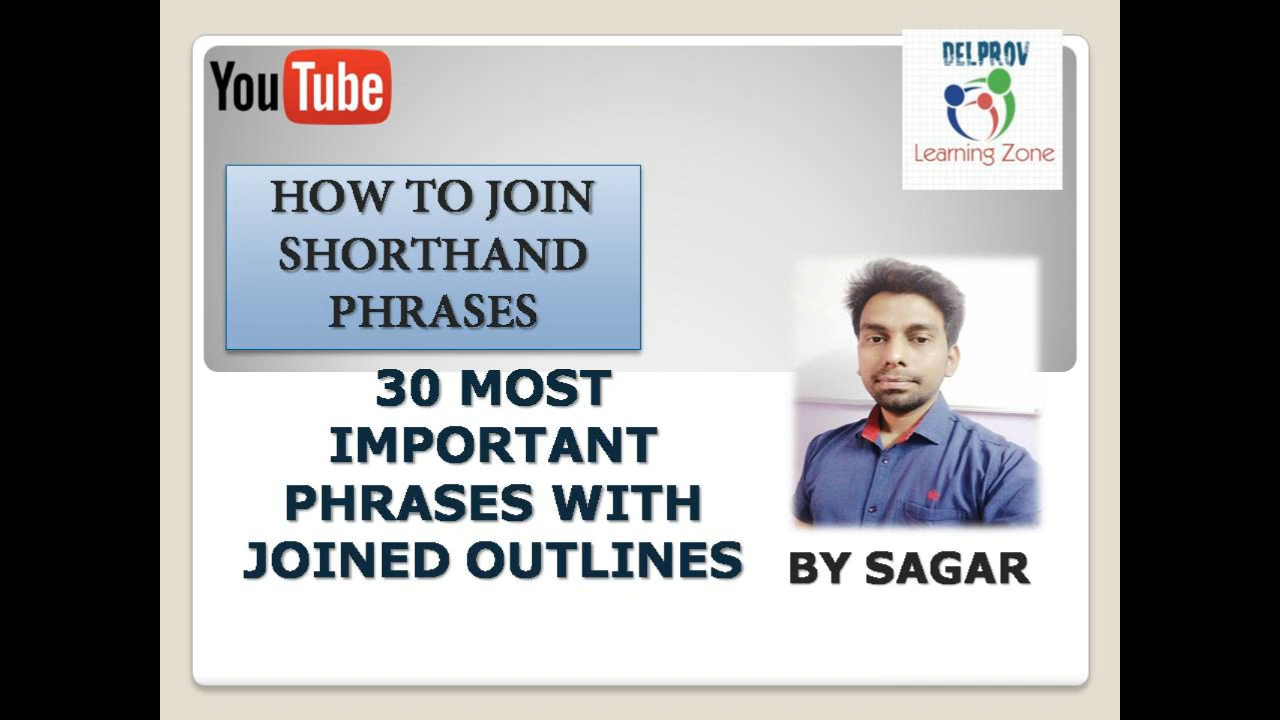 YouTube
DELPROV
Learning Zone
HOW TO JOIN
SHORTHAND
PHRASES
30 MOST
IMPORTANT
PHRASES WITH
JOINED OUTLINES
BY SAGAR